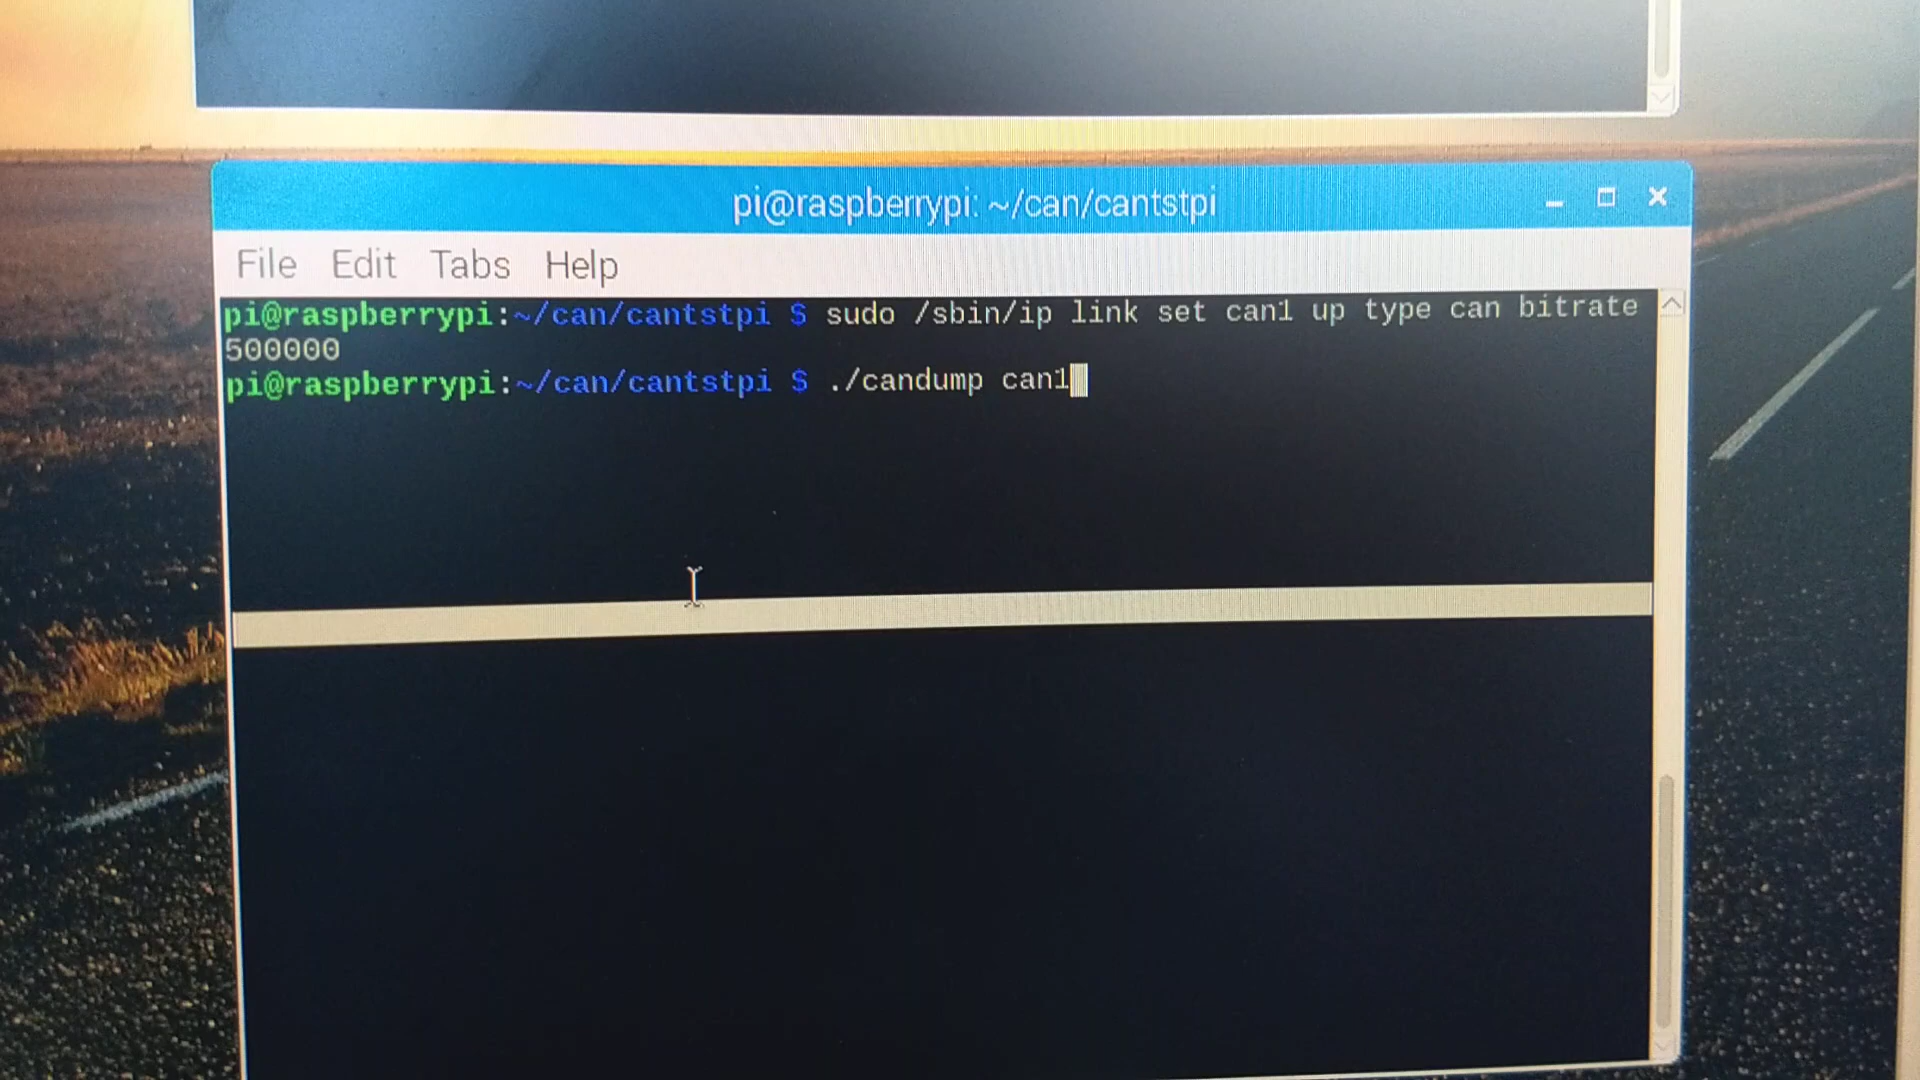 pi@raspberrypi: ~/can/cantstpi
File Edit Tabs Help
pi@raspberrypi:~/can/cantstpi $ sudo /sbin/ip link set can1 up type can bitrate
500000
pi@raspberrypi:~/can/cantstpi $ ./candump can1